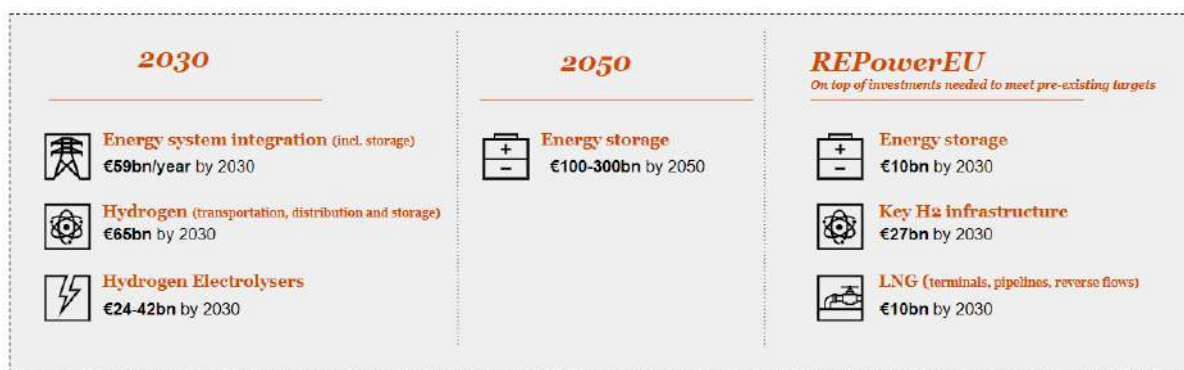 2030
Energy system integration (incl. storage)
€59bn/year by 2030
Hydrogen (transportation, distribution and storage)
€65bn by 2030
Hydrogen Electrolysers
€24-42bn by 2030
2050
Energy storage
€100-300bn by 2050
REPowerEU
On top of investments needed to meet pre-existing targets
Energy storage
€10bn by 2030
Key H2 infrastructure
€27bn by 2030
LNG (terminals, pipelines, reverse flows)
€10bn by 2030